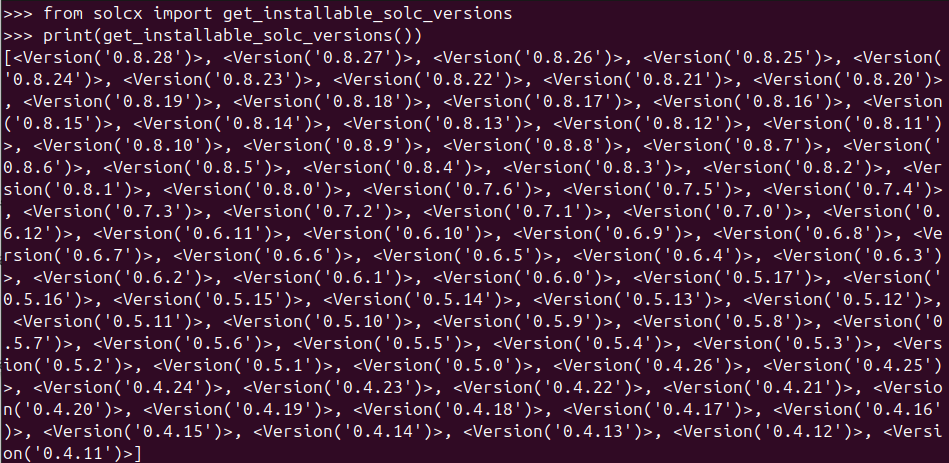 >>> from solcx import get_installable_solc_versions
>>> print(get_installable_solc_versions())
[<Version('0.8.28')>, <Version('0.8.27')>, <Version('0.8.26')>, <Version('0.8.25')>, <Version(
'0.8.24')>, <Version('0.8.23')>, <Version('0.8.22')>, <Version('0.8.21')>, <Version('0.8.20')>
, <Version('0.8.19')>, <Version('0.8.18')>, <Version('0.8.17')>, <Version('0.8.16')>, <Version
('0.8.15')>, <Version('0.8.14')>, <Version('0.8.13')>, <Version('0.8.12')>, <Version('0.8.11')
>, <Version('0.8.10')>, <Version('0.8.9')>, <Version('0.8.8')>, <Version('0.8.7')>, <Version('
0.8.6')>, <Version('0.8.5')>, <Version('0.8.4')>, <Version('0.8.3')>, <Version('0.8.2')>, <Ver
sion('0.8.1')>, <Version('0.8.0')>, <Version('0.7.6')>, <Version('0.7.5')>, <Version('0.7.4')>
, <Version('0.7.3')>, <Version('0.7.2')>, <Version('0.7.1')>, <Version('0.7.0')>, <Version('0.
6.12')>, <Version('0.6.11')>, <Version('0.6.10')>, <Version('0.6.9')>, <Version('0.6.8')>, <Ve
rsion('0.6.7')>, <Version('0.6.6')>, <Version('0.6.5')>, <Version('0.6.4')>, <Version('0.6.3')
>, <Version('0.6.2')>, <Version('0.6.1')>, <Version('0.6.0')>, <Version('0.5.17')>, <Version('
0.5.16')>, <Version('0.5.15')>, <Version('0.5.14')>, <Version('0.5.13')>, <Version('0.5.12')>,
 <Version('0.5.11')>, <Version('0.5.10')>, <Version('0.5.9')>, <Version('0.5.8')>, <Version('0
.5.7')>, <Version('0.5.6')>, <Version('0.5.5')>, <Version('0.5.4')>, <Version('0.5.3')>, <Vers
ion('0.5.2')>, <Version('0.5.1')>, <Version('0.5.0')>, <Version('0.4.26')>, <Version('0.4.25')
>, <Version('0.4.24')>, <Version('0.4.23')>, <Version('0.4.22')>, <Version('0.4.21')>, <Versio
n('0.4.20')>, <Version('0.4.19')>, <Version('0.4.18')>, <Version('0.4.17')>, <Version('0.4.16'
)>, <Version('0.4.15')>, <Version('0.4.14')>, <Version('0.4.13')>, <Version('0.4.12')>, <Versi
on('0.4.11')>]